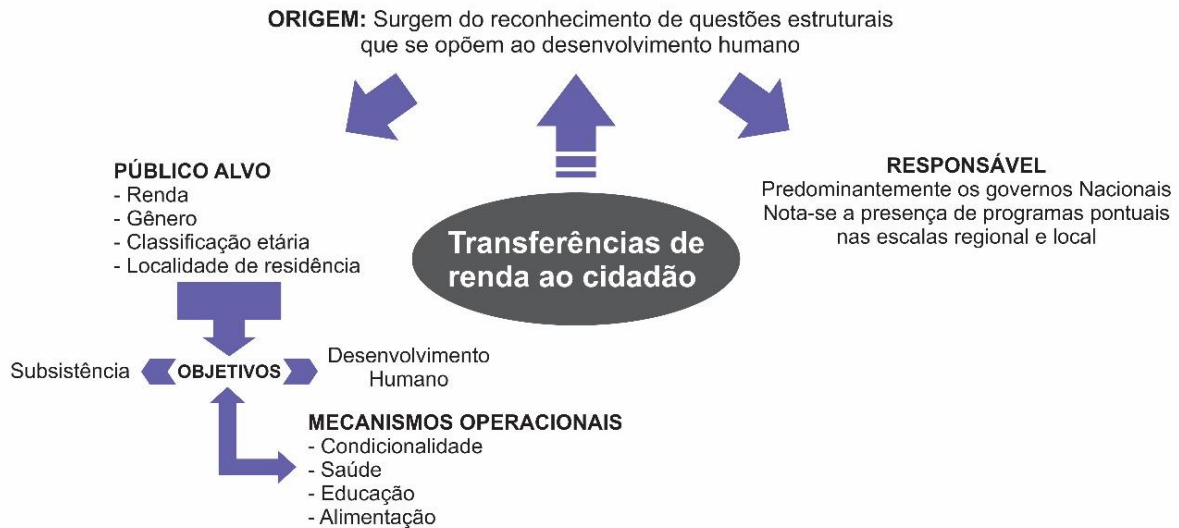 ORIGEM: Surgem do reconhecimento de questões estruturais
que se opõem ao desenvolvimento humano
PÚBLICO ALVO
- Renda
- Gênero
- Classificação etária
- Localidade de residência
RESPONSÁVEL
Predominantemente os governos Nacionais
Nota-se a presença de programas pontuais
nas escalas regional e local
Transferências de
renda ao cidadão
Subsistência
OBJETIVOS
Desenvolvimento
Humano
MECANISMOS OPERACIONAIS
- Condicionalidade
- Saúde
- Educação
- Alimentação